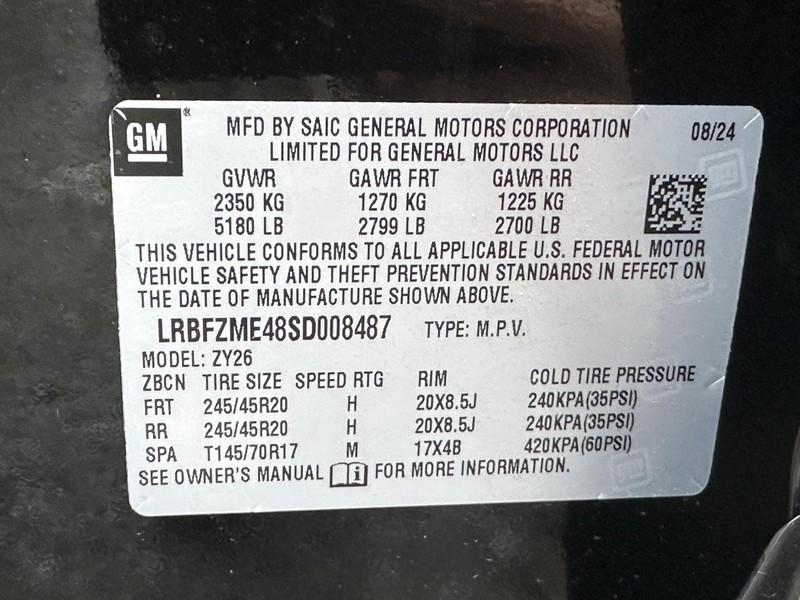 GM ®
MFD BY SAIC GENERAL MOTORS CORPORATION 08/24
LIMITED FOR GENERAL MOTORS LLC
GVWR GAWR FRT GAWR RR
2350 KG 1270 KG 1225 KG
5180 LB 2799 LB 2700 LB
THIS VEHICLE CONFORMS TO ALL APPLICABLE U.S. FEDERAL MOTOR
VEHICLE SAFETY AND THEFT PREVENTION STANDARDS IN EFFECT ON
THE DATE OF MANUFACTURE SHOWN ABOVE.
LRBFZME48SD008487 TYPE: M.P.V.
MODEL: ZY26
ZBCN TIRE SIZE SPEED RTG RIM COLD TIRE PRESSURE
FRT 245/45R20 H 20X8.5J 240KPA(35PSI)
RR 245/45R20 H 20X8.5J 240KPA(35PSI)
SPA T145/70R17 M 17X4B 420KPA(60PSI)
SEE OWNER'S MANUAL i FOR MORE INFORMATION.